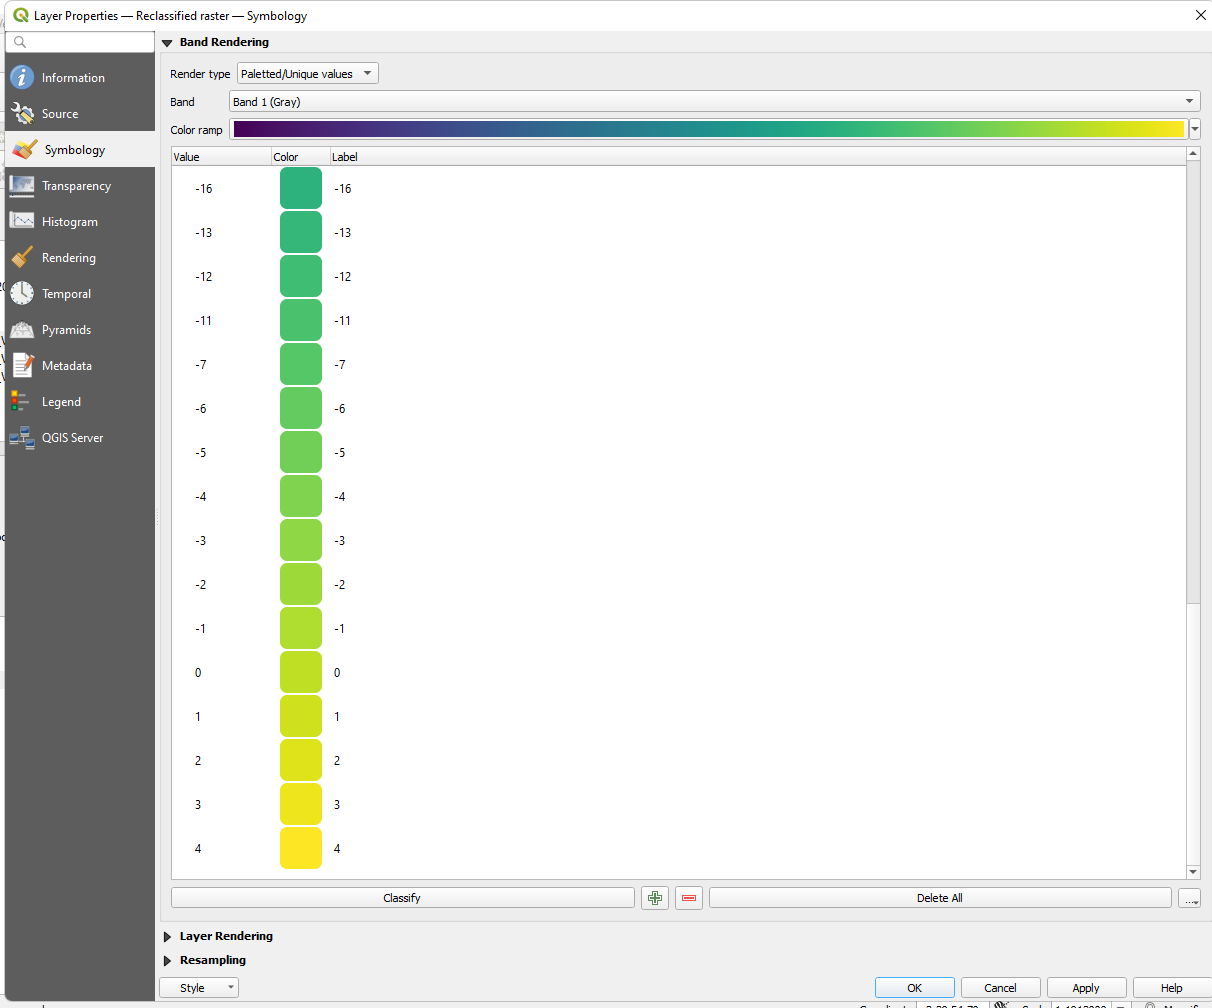 Layer Properties — Reclassified raster — Symbology
Information
Source
Symbology
Transparency
Histogram
Rendering
Temporal
Pyramids
Metadata
Legend
QGIS Server
Band Rendering
Render type Paletted/Unique values
Band Band 1 (Gray)
Color ramp
Value Color Label
-16 -16
-13 -13
-12 -12
-11 -11
-7 -7
-6 -6
-5 -5
-4 -4
-3 -3
-2 -2
-1 -1
0 0
1 1
2 2
3 3
4 4
Classify Delete All ...
Layer Rendering
Resampling
Style OK Cancel Apply Help